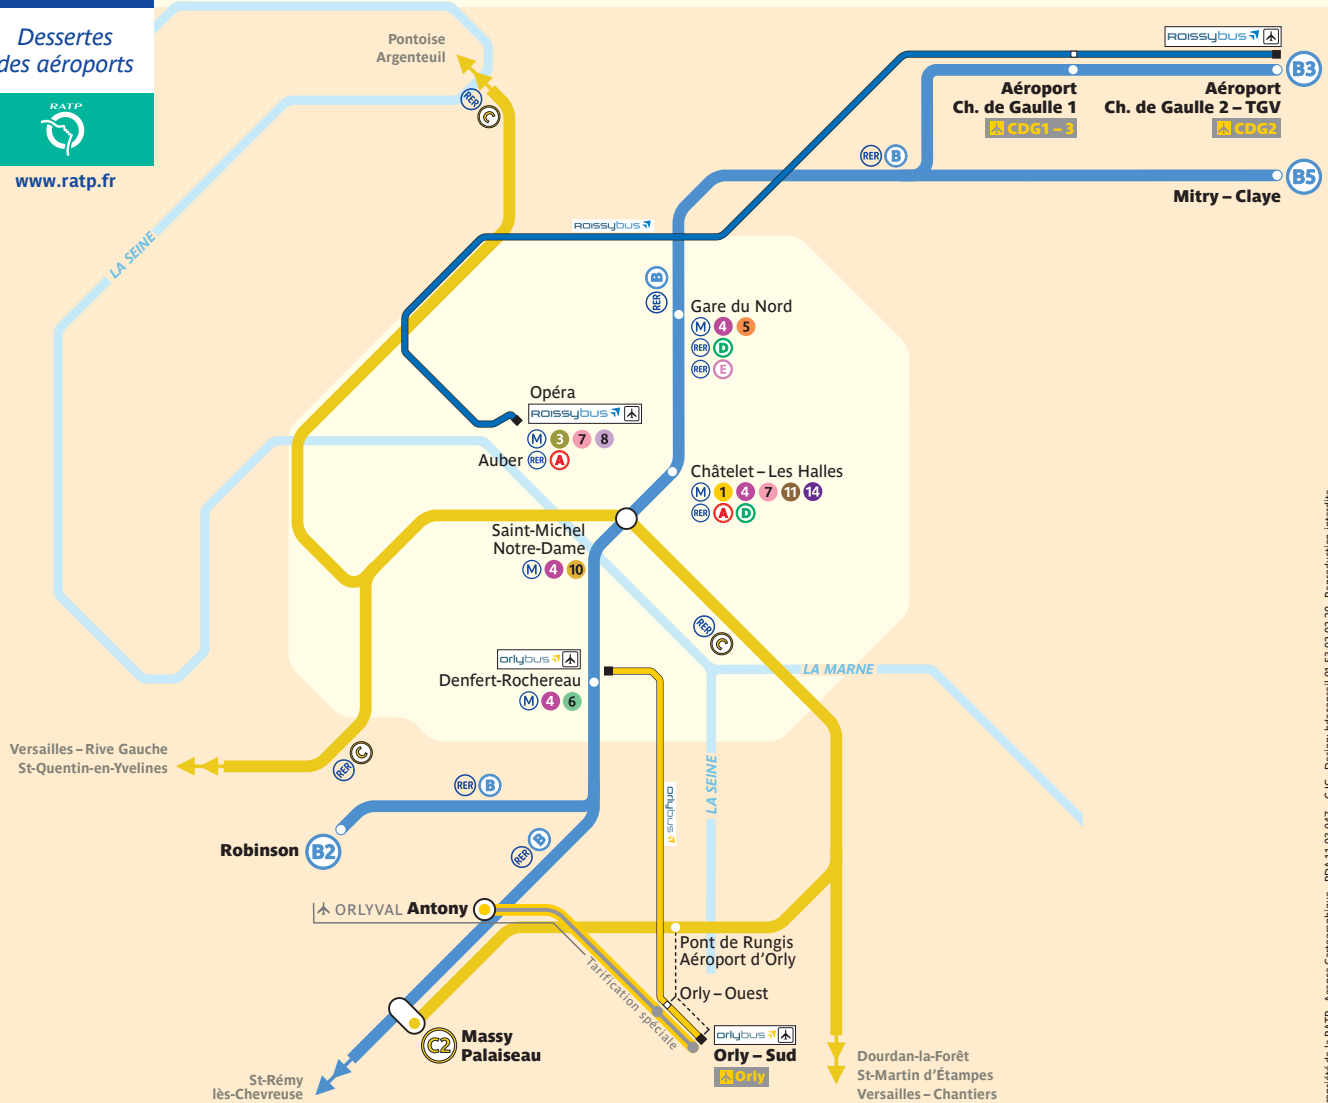 Dessertes
des aéroports
RATP
www.ratp.fr
Pontoise
Argenteuil
RER C
ROISSYbus
B3
Aéroport
Ch. de Gaulle 1
CDG1 – 3
Aéroport
Ch. de Gaulle 2 – TGV
CDG2
RER B
B5
Mitry – Claye
LA SEINE
ROISSYbus
RER B
Gare du Nord
M 4 5
RER D
RER E
Opéra
ROISSYbus
M 3 7 8
Auber RER A
Châtelet – Les Halles
M 1 4 7 11 14
RER A D
Saint-Michel
Notre-Dame
M 4 10
RER C
LA MARNE
orlybus
Denfert-Rochereau
M 4 6
Versailles – Rive Gauche
St-Quentin-en-Yvelines
RER C
LA SEINE
orlybus
RER B
Robinson B2
RER B
ORLYVAL Antony
Tarification spéciale
Pont de Rungis
Aéroport d'Orly
Orly – Ouest
orlybus
Orly – Sud
Orly
C2 Massy
Palaiseau
St-Rémy
lès-Chevreuse
Dourdan-la-Forêt
St-Martin d'Étampes
Versailles – Chantiers